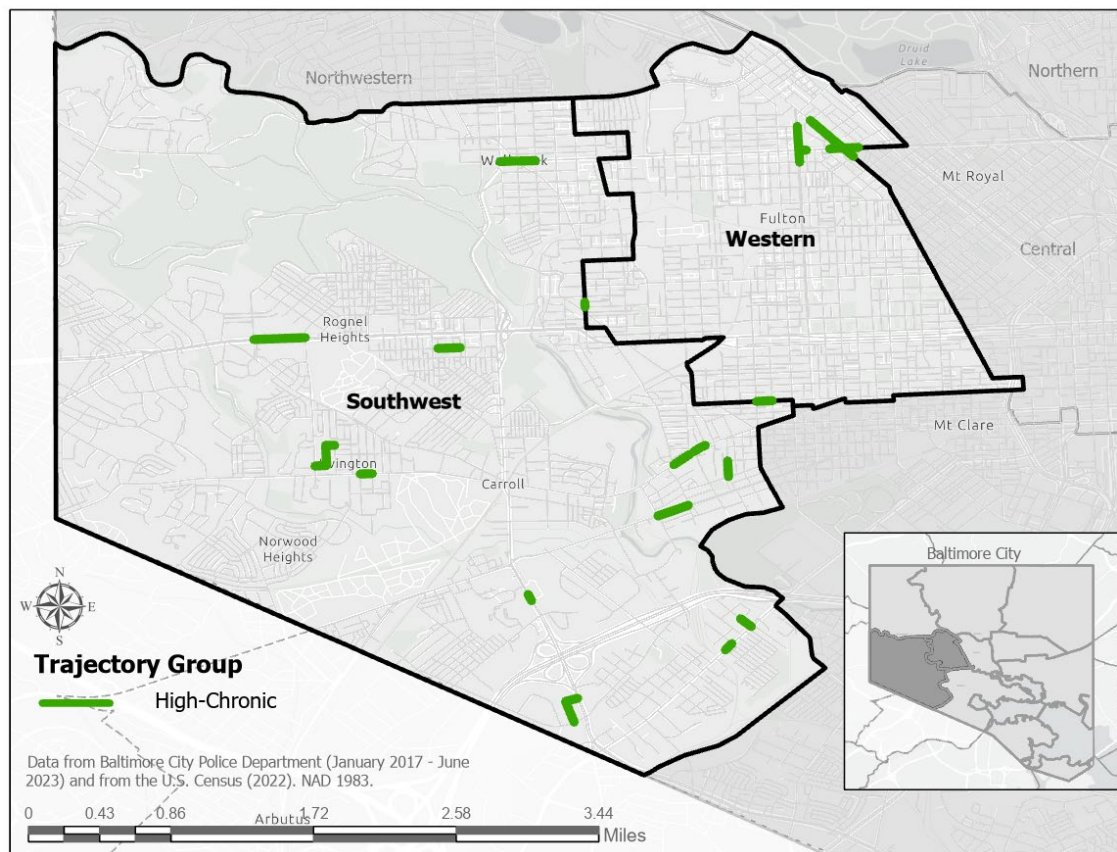 Druid
Lake
Northern
Northwestern
Mt Royal
Fulton
Western
Central
Rognel
Heights
Southwest
Mt Clare
Carroll
Norwood
Heights
Baltimore City
N
W
E
S
Trajectory Group
High-Chronic
Data from Baltimore City Police Department (January 2017 - June
2023) and from the U.S. Census (2022). NAD 1983.
Arbutus
0 0.43 0.86 1.72 2.58 3.44
Miles